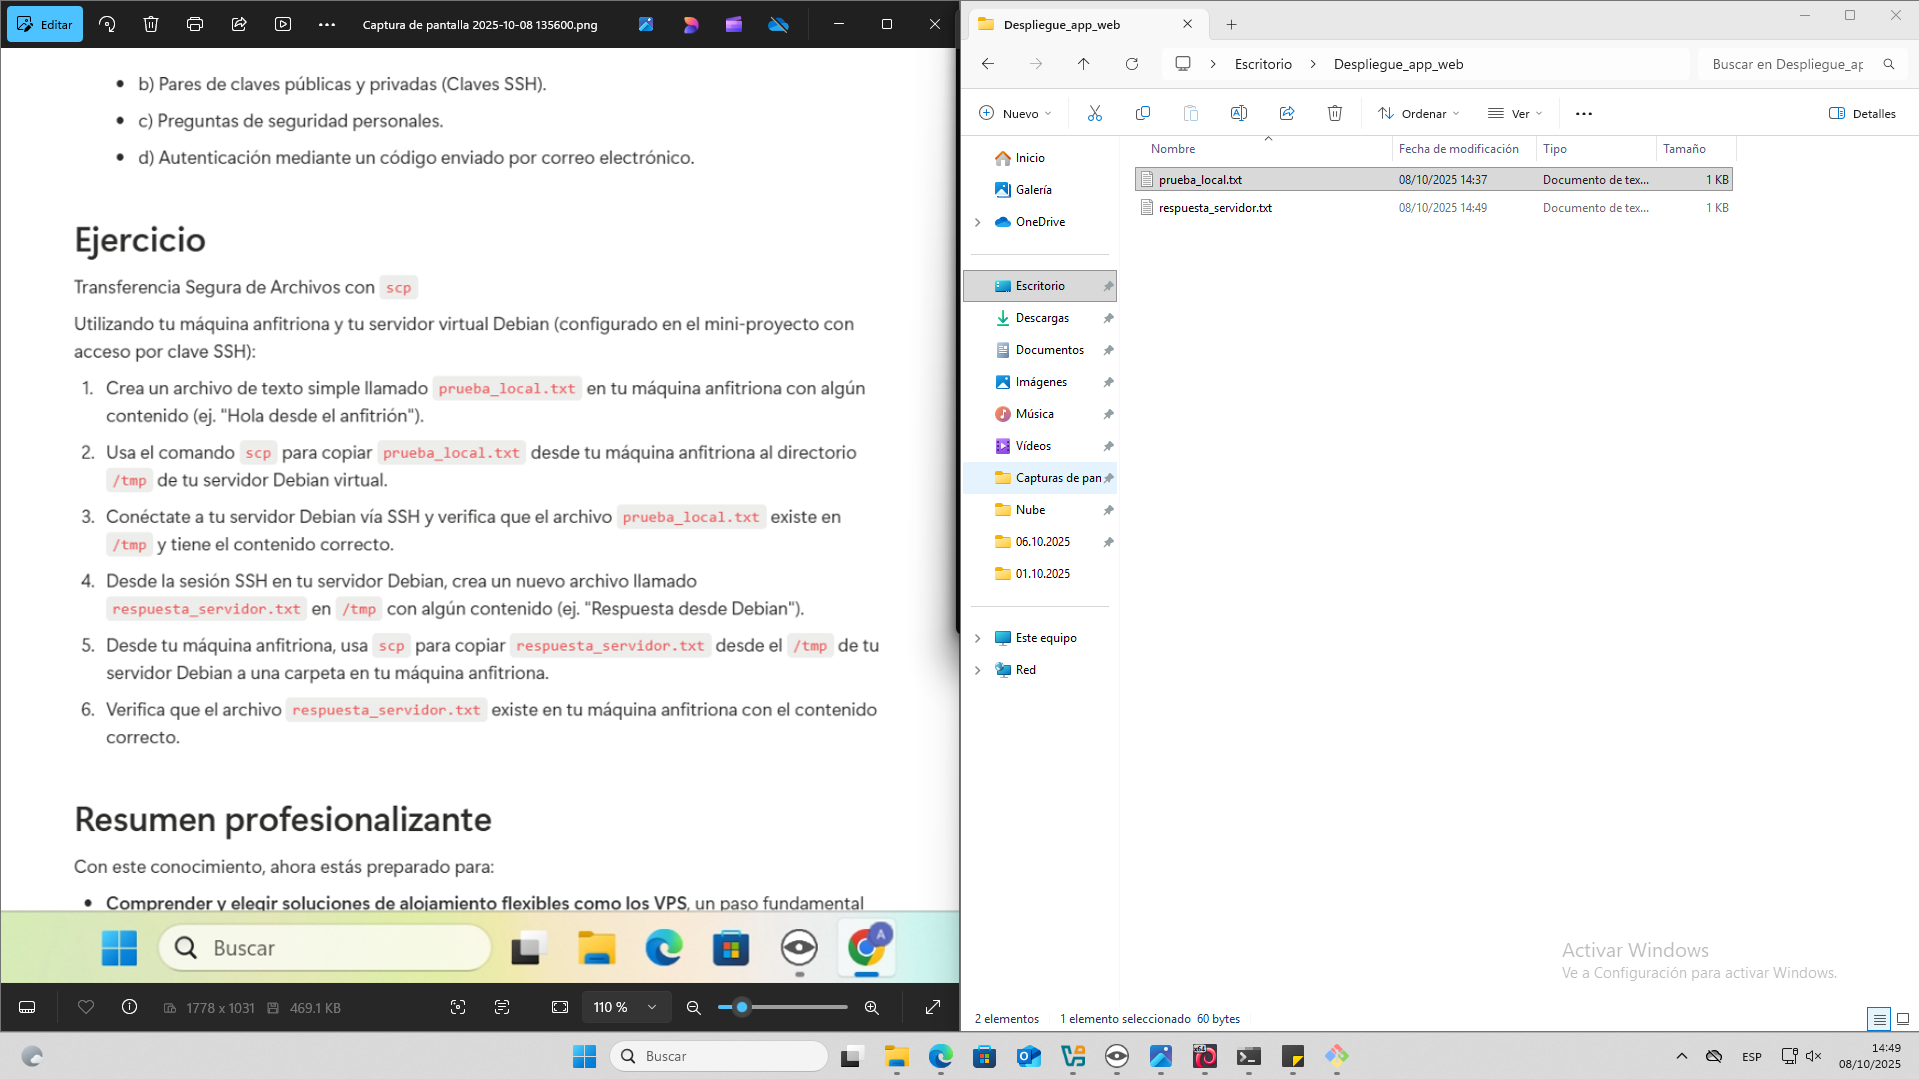 Editar
Captura de pantalla 2025-10-08 135600.png
b) Pares de claves públicas y privadas (Claves SSH).
c) Preguntas de seguridad personales.
d) Autenticación mediante un código enviado por correo electrónico.
Ejercicio
Transferencia Segura de Archivos con scp
Utilizando tu máquina anfitriona y tu servidor virtual Debian (configurado en el mini-proyecto con
acceso por clave SSH):
1. Crea un archivo de texto simple llamado prueba_local.txt en tu máquina anfitriona con algún
contenido (ej. "Hola desde el anfitrión").
2. Usa el comando scp para copiar prueba_local.txt desde tu máquina anfitriona al directorio
/tmp de tu servidor Debian virtual.
3. Conéctate a tu servidor Debian vía SSH y verifica que el archivo prueba_local.txt existe en
/tmp y tiene el contenido correcto.
4. Desde la sesión SSH en tu servidor Debian, crea un nuevo archivo llamado
respuesta_servidor.txt en /tmp con algún contenido (ej. "Respuesta desde Debian").
5. Desde tu máquina anfitriona, usa scp para copiar respuesta_servidor.txt desde el /tmp de tu
servidor Debian a una carpeta en tu máquina anfitriona.
6. Verifica que el archivo respuesta_servidor.txt existe en tu máquina anfitriona con el contenido
correcto.
Resumen profesionalizante
Con este conocimiento, ahora estás preparado para:
Comprender y elegir soluciones de alojamiento flexibles como los VPS, un paso fundamental
Buscar
A
1778 x 1031
469.1 KB
110 %
Despliegue_app_web
Escritorio
Despliegue_app_web
Buscar en Despliegue_ap
Nuevo
Ordenar
Ver
Detalles
Nombre
Fecha de modificación
Tipo
Tamaño
prueba_local.txt 08/10/2025 14:37 Documento de tex... 1 KB
respuesta_servidor.txt 08/10/2025 14:49 Documento de tex... 1 KB
Inicio
Galería
OneDrive
Escritorio
Descargas
Documentos
Imágenes
Música
Vídeos
Capturas de pan
Nube
06.10.2025
01.10.2025
Este equipo
Red
Activar Windows
Ve a Configuración para activar Windows.
2 elementos
1 elemento seleccionado 60 bytes
Buscar
x64
ESP
14:49
08/10/2025